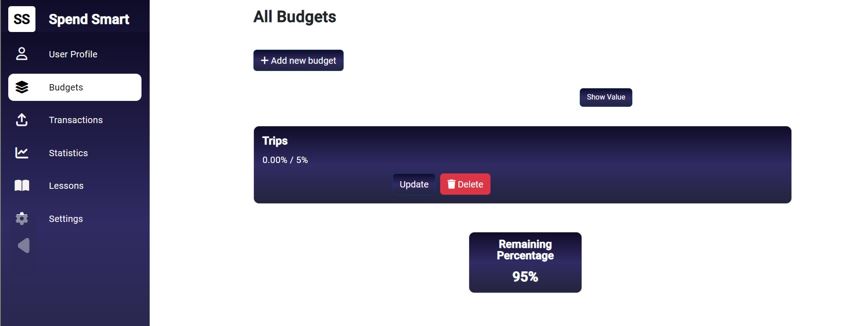 SS Spend Smart
User Profile
Budgets
Transactions
Statistics
Lessons
Settings
All Budgets
Add new budget
Show Value
Trips
0.00% / 5%
Update Delete
Remaining
Percentage
95%